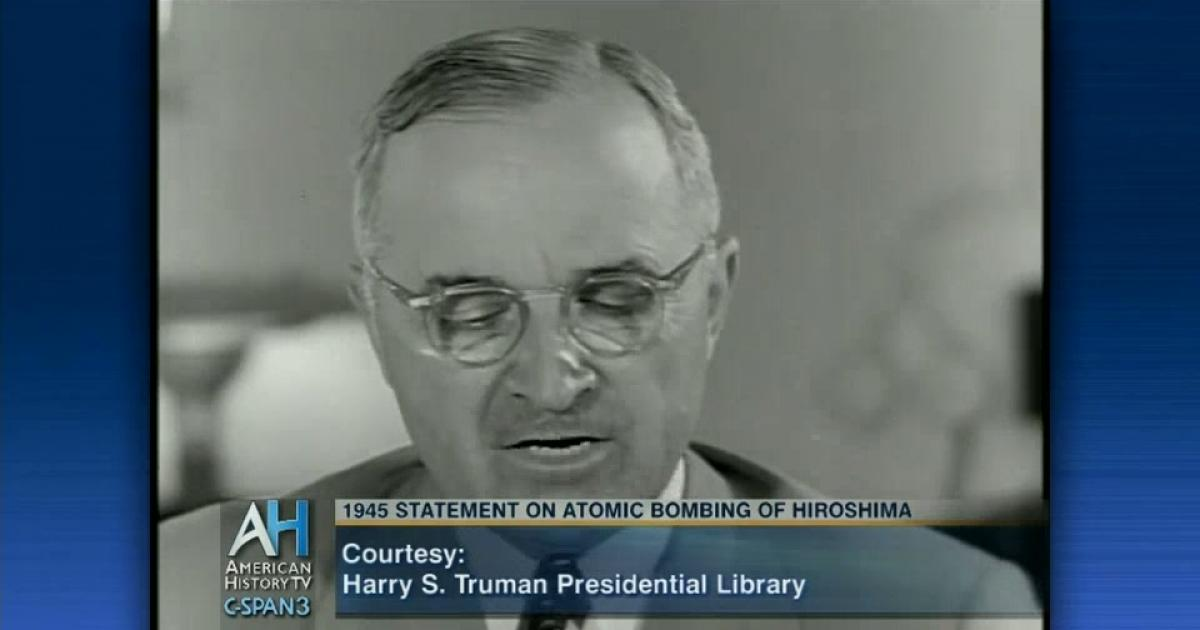 1945 STATEMENT ON ATOMIC BOMBING OF HIROSHIMA
AH
AMERICAN
HISTORY TV
C-SPAN3
Courtesy:
Harry S. Truman Presidential Library